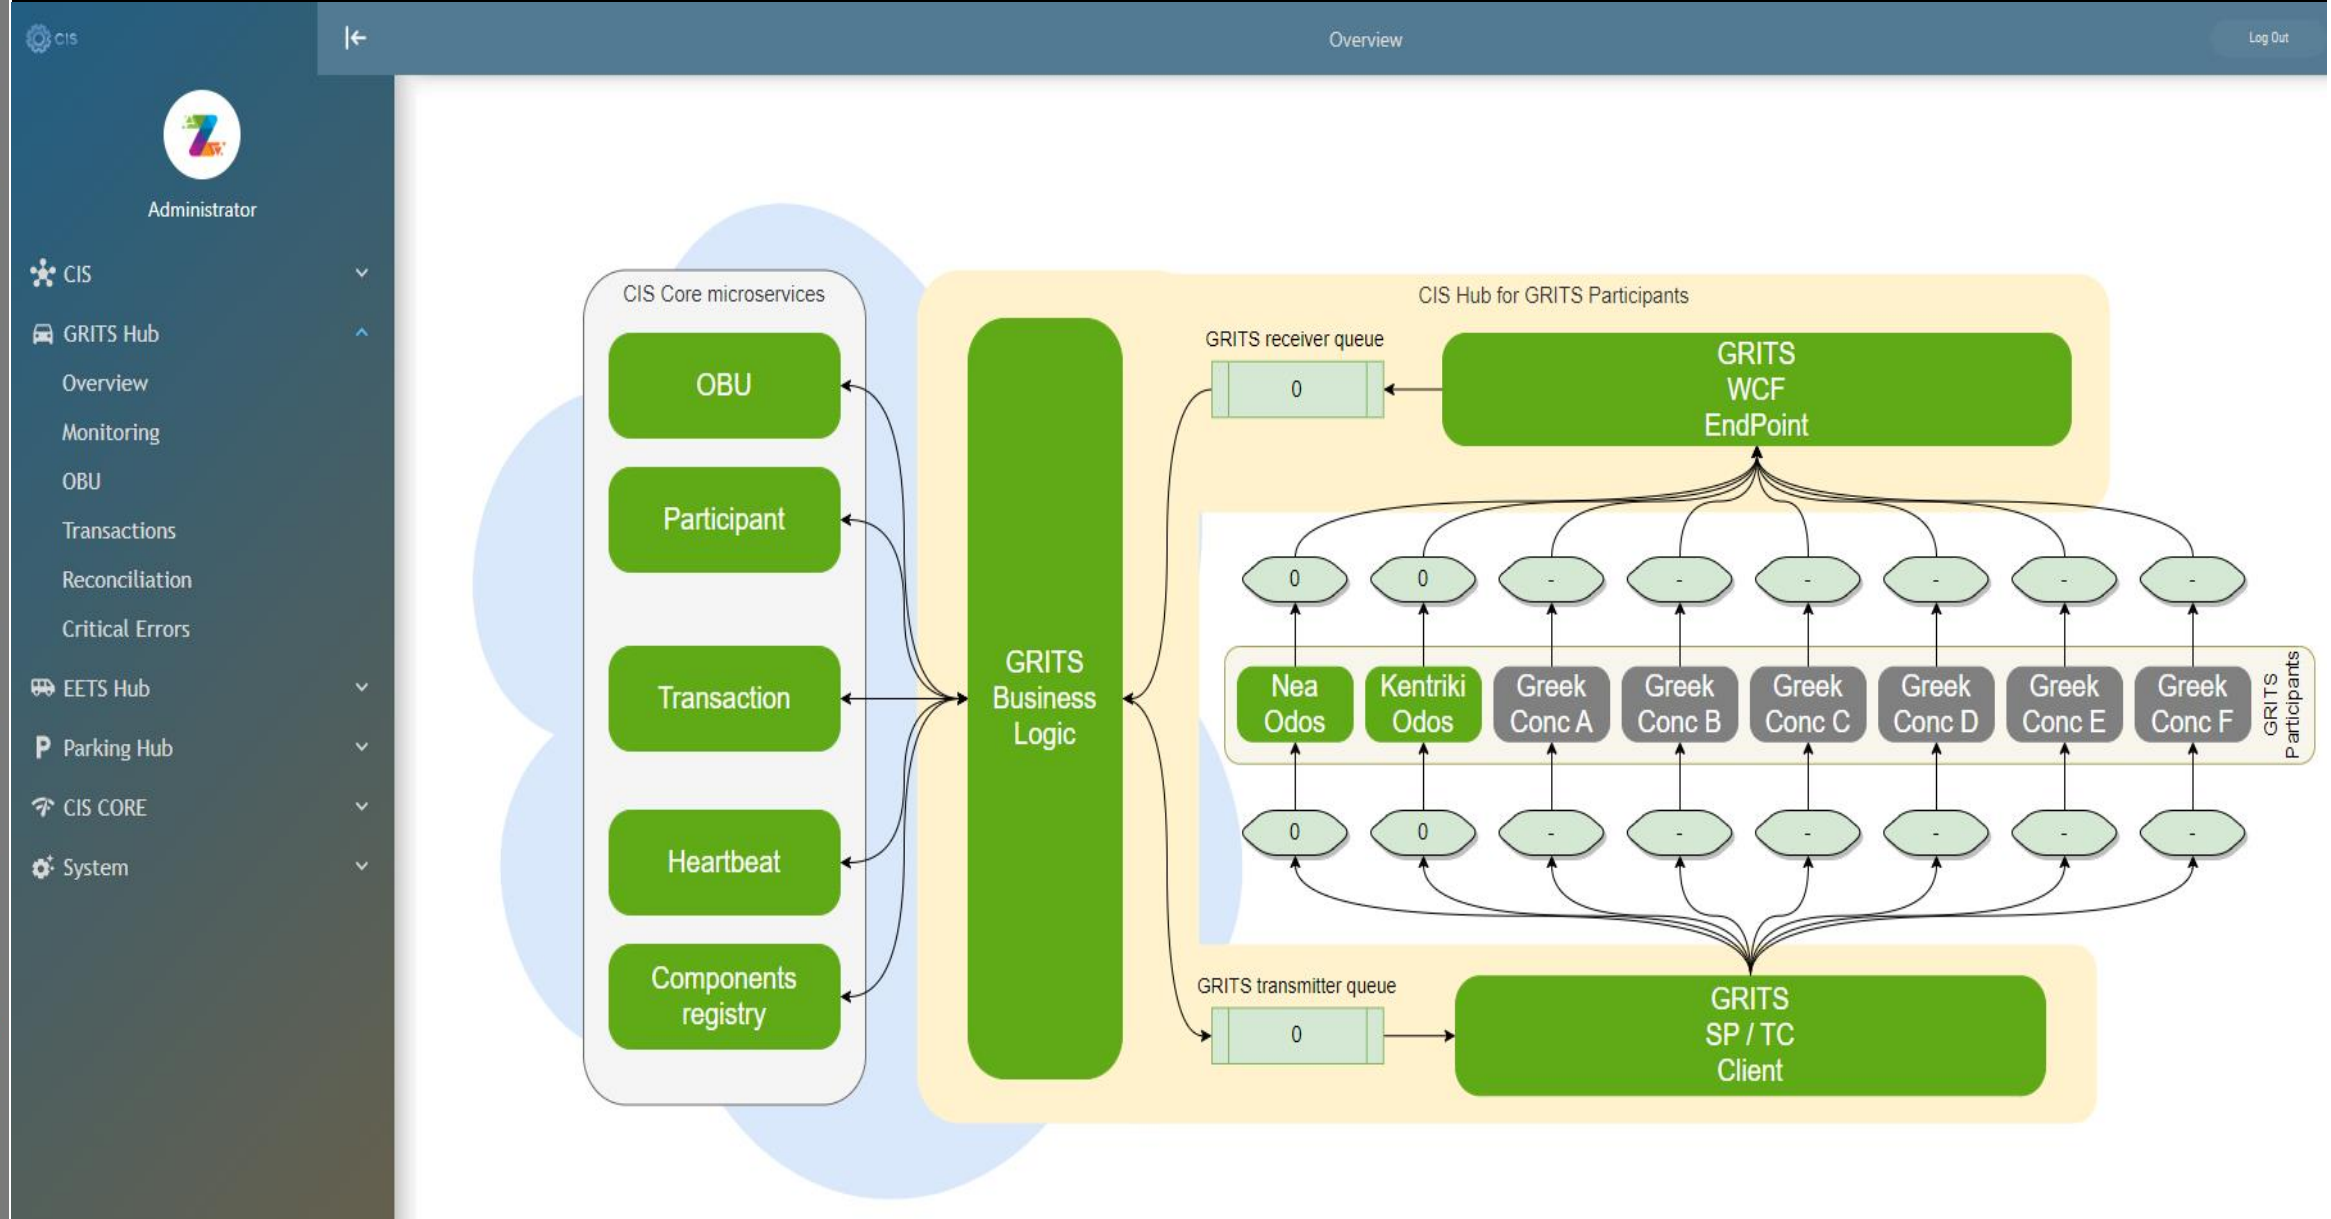 CIS
Overview
Log Out
Administrator
CIS
GRITS Hub
Overview
Monitoring
OBU
Transactions
Reconciliation
Critical Errors
EETS Hub
P Parking Hub
CIS CORE
System
CIS Core microservices
OBU
Participant
Transaction
Heartbeat
Components
registry
GRITS
Business
Logic
CIS Hub for GRITS Participants
GRITS receiver queue
0
GRITS
WCF
EndPoint
0
0
-
-
-
-
-
-
Nea
Odos
Kentriki
Odos
Greek
Conc A
Greek
Conc B
Greek
Conc C
Greek
Conc D
Greek
Conc E
Greek
Conc F
GRITS
Participants
0
0
-
-
-
-
-
-
GRITS transmitter queue
0
GRITS
SP / TC
Client